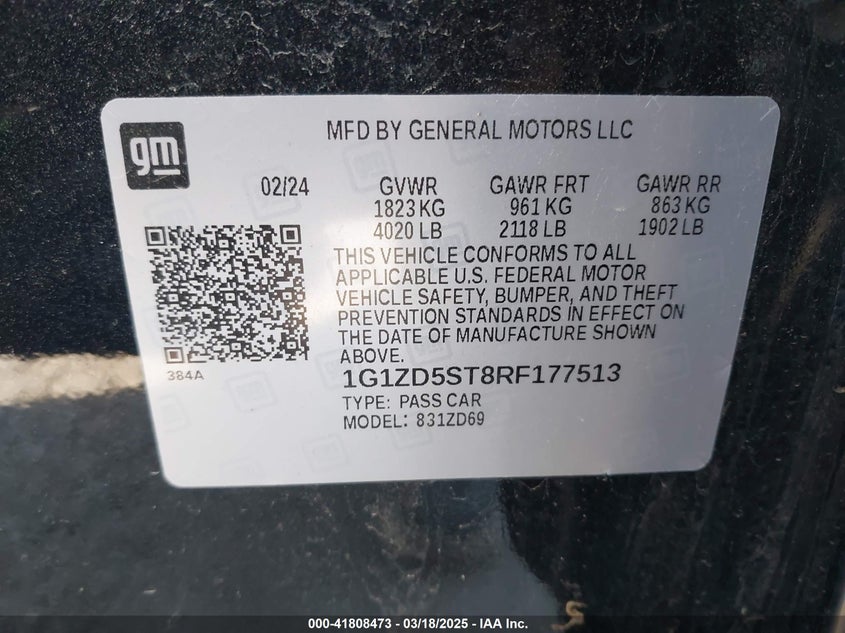 gm
MFD BY GENERAL MOTORS LLC
02/24 GVWR GAWR FRT GAWR RR
1823 KG 961 KG 863 KG
4020 LB 2118 LB 1902 LB
THIS VEHICLE CONFORMS TO ALL
APPLICABLE U.S. FEDERAL MOTOR
VEHICLE SAFETY, BUMPER, AND THEFT
PREVENTION STANDARDS IN EFFECT ON
THE DATE OF MANUFACTURE SHOWN
ABOVE.
384A
1G1ZD5ST8RF177513
TYPE: PASS CAR
MODEL: 831ZD69
000-41808473 — 03/18/2025 — IAA Inc.